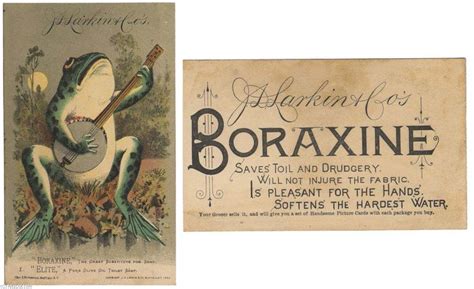 J.D. Larkin & Co's
"BORAXINE," The Great Substitute for Soap.
1. "ELITE," A Pure Olive Oil Toilet Soap.
J.D. Larkin & Co's
BORAXINE
SAVES TOIL AND DRUDGERY.
WILL NOT INJURE THE FABRIC.
IS PLEASANT FOR THE HANDS.
SOFTENS THE HARDEST WATER.
Your Grocer sells it, and will give you a set of Handsome Picture Cards with each package you buy.